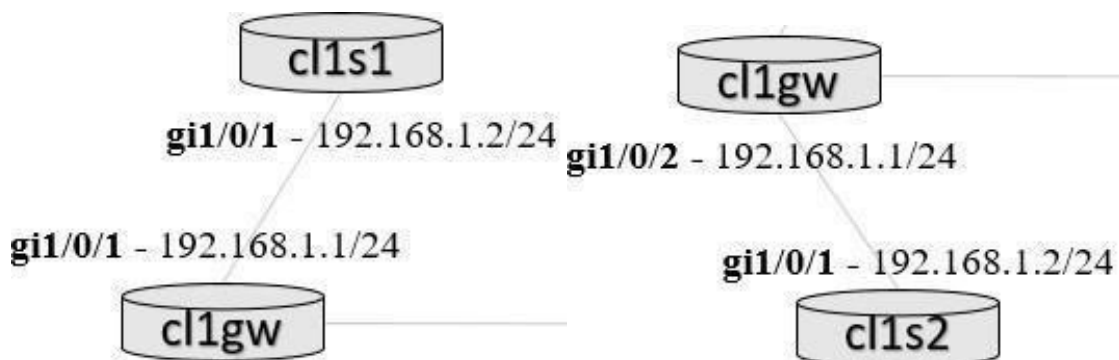 cl1s1
gi1/0/1 - 192.168.1.2/24
gi1/0/1 - 192.168.1.1/24
cl1gw
cl1gw
gi1/0/2 - 192.168.1.1/24
gi1/0/1 - 192.168.1.2/24
cl1s2